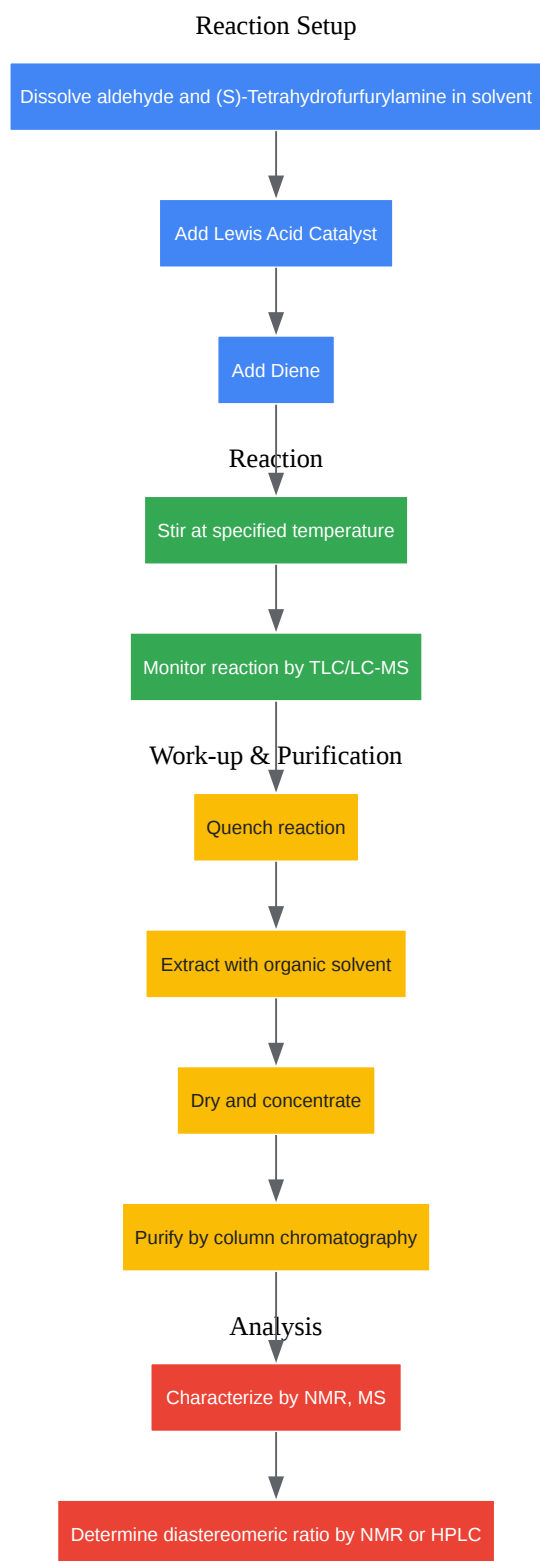 Reaction Setup
Dissolve aldehyde and (S)-Tetrahydrofurfurylamine in solvent
Add Lewis Acid Catalyst
Add Diene
Reaction
Stir at specified temperature
Monitor reaction by TLC/LC-MS
Work-up & Purification
Quench reaction
Extract with organic solvent
Dry and concentrate
Purify by column chromatography
Analysis
Characterize by NMR, MS
Determine diastereomeric ratio by NMR or HPLC